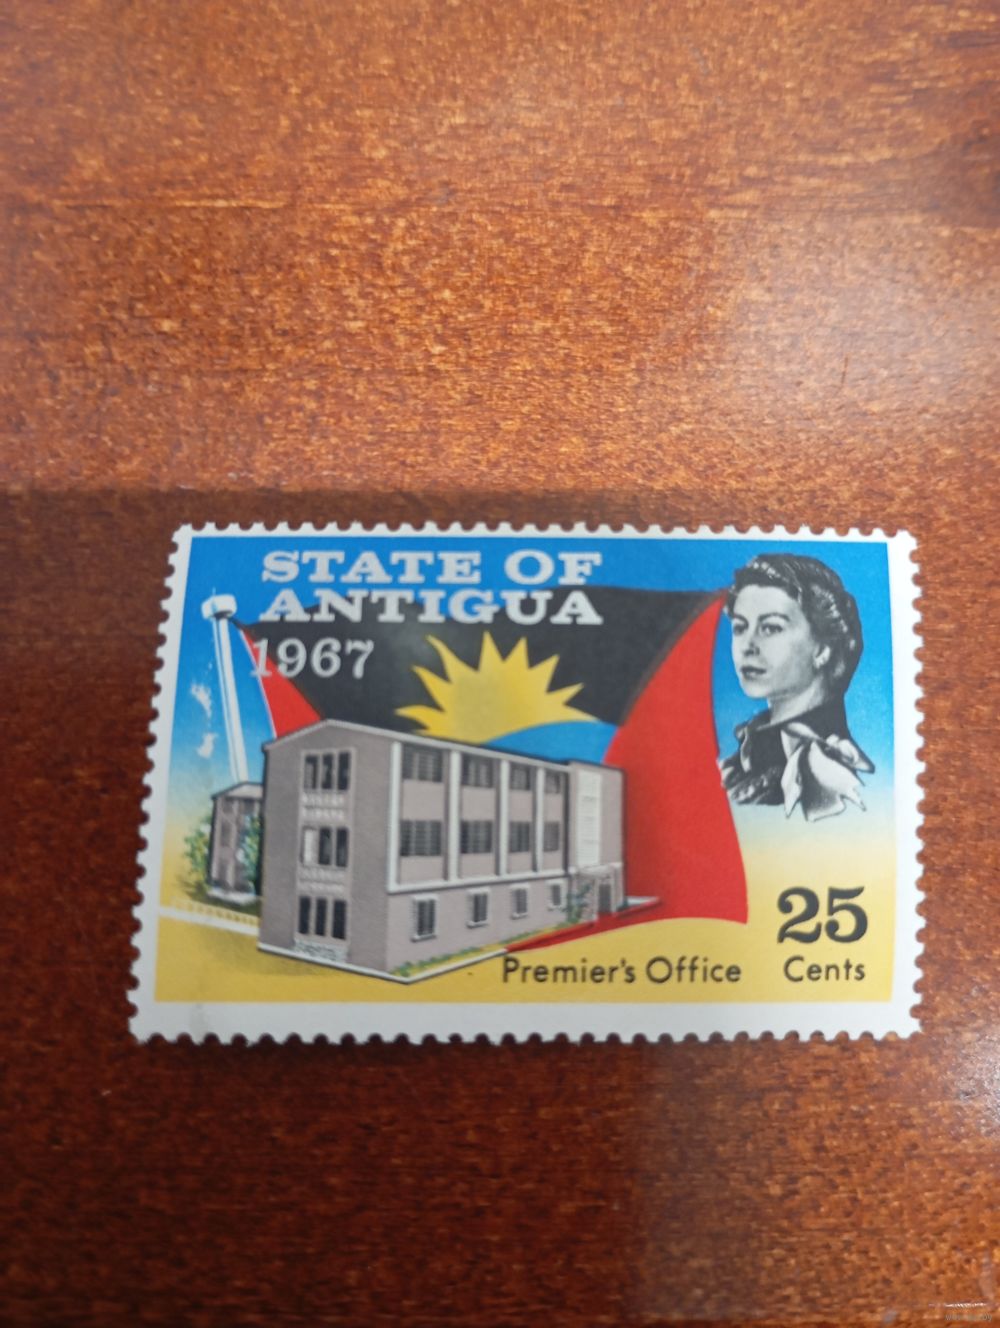 STATE OF
ANTIGUA
1967
25
Premier's Office
Cents